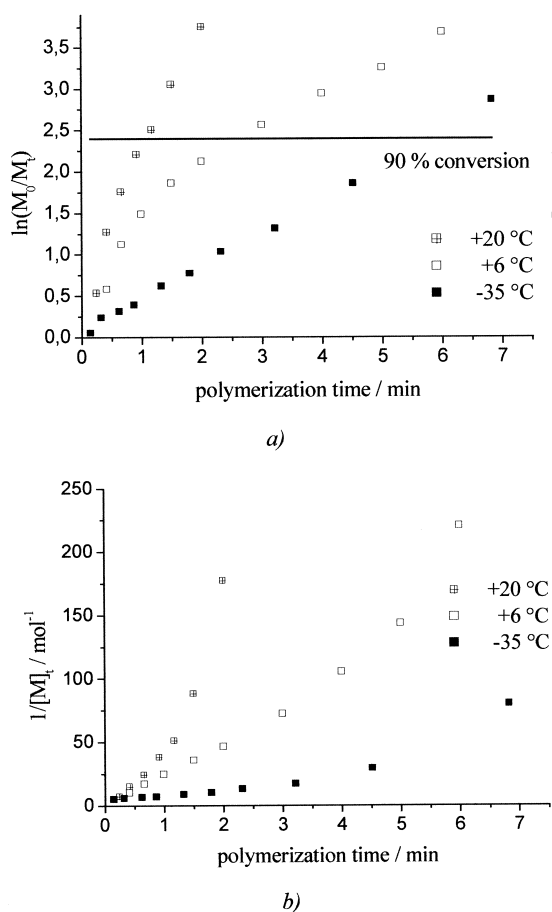 3,5
3,0
2,5
2,0
1,5
1,0
0,5
0,0
ln(M0/Mt)
90 % conversion
+20 °C
+6 °C
-35 °C
0 1 2 3 4 5 6 7
polymerization time / min
a)
250
200
150
100
50
0
1/[M]t / mol-1
+20 °C
+6 °C
-35 °C
0 1 2 3 4 5 6 7
polymerization time / min
b)